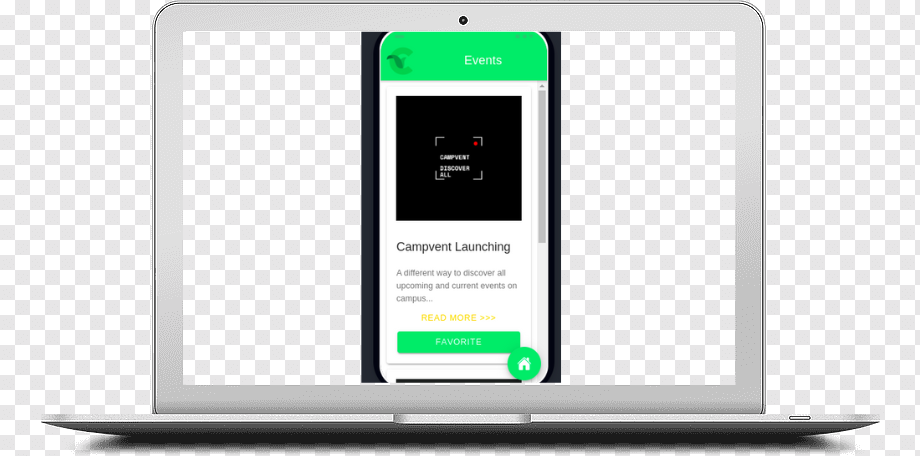 Events
CAMPVENT
DISCOVER
ALL
Campvent Launching
A different way to discover all
upcoming and current events on
campus...
READ MORE >>>
FAVORITE